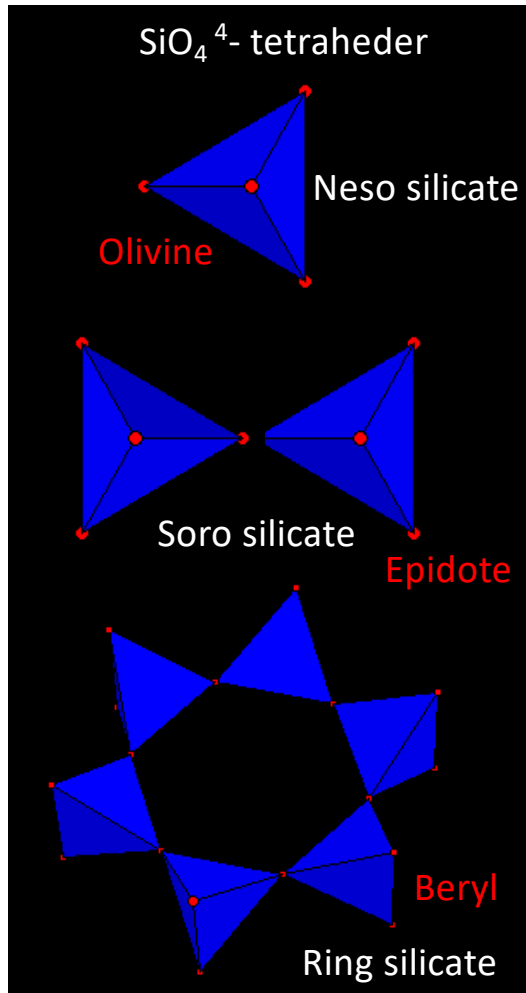 SiO₄ ⁴- tetraheder
Neso silicate
Olivine
Soro silicate
Epidote
Beryl
Ring silicate